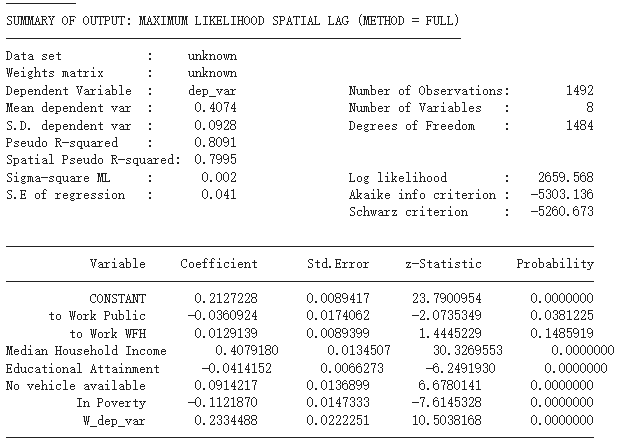 SUMMARY OF OUTPUT: MAXIMUM LIKELIHOOD SPATIAL LAG (METHOD = FULL)
Data set : unknown
Weights matrix : unknown
Dependent Variable : dep_var Number of Observations: 1492
Mean dependent var : 0.4074 Number of Variables : 8
S.D. dependent var : 0.0928 Degrees of Freedom : 1484
Pseudo R-squared : 0.8091
Spatial Pseudo R-squared: 0.7995
Sigma-square ML : 0.002 Log likelihood : 2659.568
S.E of regression : 0.041 Akaike info criterion : -5303.136
Schwarz criterion : -5260.673
Variable Coefficient Std.Error z-Statistic Probability
CONSTANT 0.2127228 0.0089417 23.7900954 0.0000000
to Work Public -0.0360924 0.0174062 -2.0735349 0.0381225
to Work WFH 0.0129139 0.0089399 1.4445229 0.1485919
Median Household Income 0.4079180 0.0134507 30.3269553 0.0000000
Educational Attainment -0.0414152 0.0066273 -6.2491930 0.0000000
No vehicle available 0.0914217 0.0136899 6.6780141 0.0000000
In Poverty -0.1121870 0.0147333 -7.6145328 0.0000000
W_dep_var 0.2334488 0.0222251 10.5038168 0.0000000